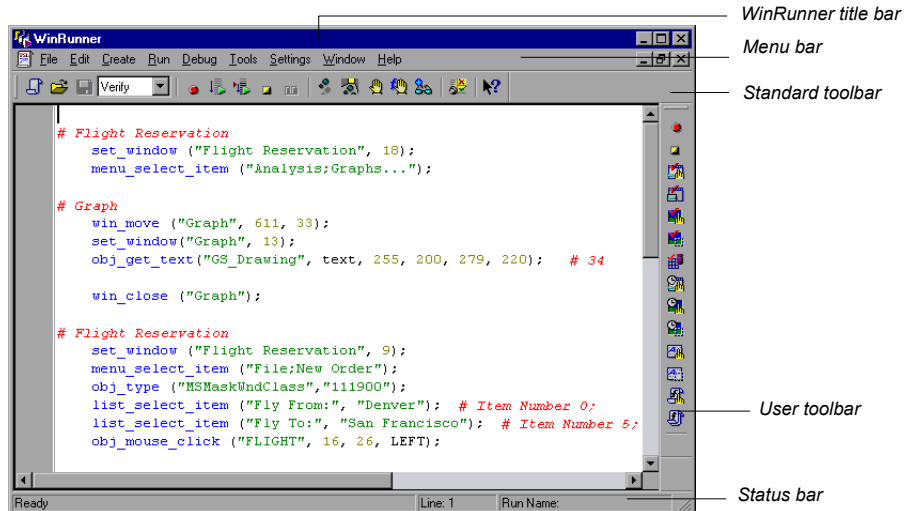 WinRunner title bar
WinRunner
Menu bar
File Edit Create Run Debug Tools Settings Window Help
Verify
Standard toolbar
# Flight Reservation
set_window ("Flight Reservation", 18);
menu_select_item ("Analysis;Graphs...");
# Graph
win_move ("Graph", 611, 33);
set_window("Graph", 13);
obj_get_text("GS_Drawing", text, 255, 200, 279, 220); # 34
win_close ("Graph");
# Flight Reservation
set_window ("Flight Reservation", 9);
menu_select_item ("File;New Order");
obj_type ("MSMaskWndClass","111900");
list_select_item ("Fly From:", "Denver"); # Item Number 0;
list_select_item ("Fly To:", "San Francisco"); # Item Number 5;
obj_mouse_click ("FLIGHT", 16, 26, LEFT);
User toolbar
Ready Line: 1 Run Name:
Status bar